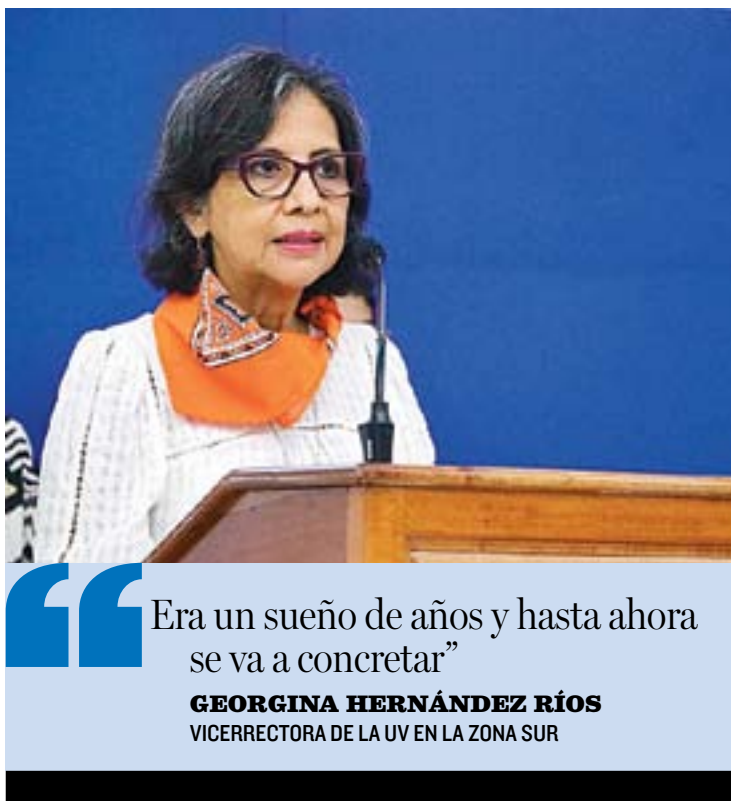 “Era un sueño de años y hasta ahora
se va a concretar”
GEORGINA HERNÁNDEZ RÍOS
VICERRECTORA DE LA UV EN LA ZONA SUR